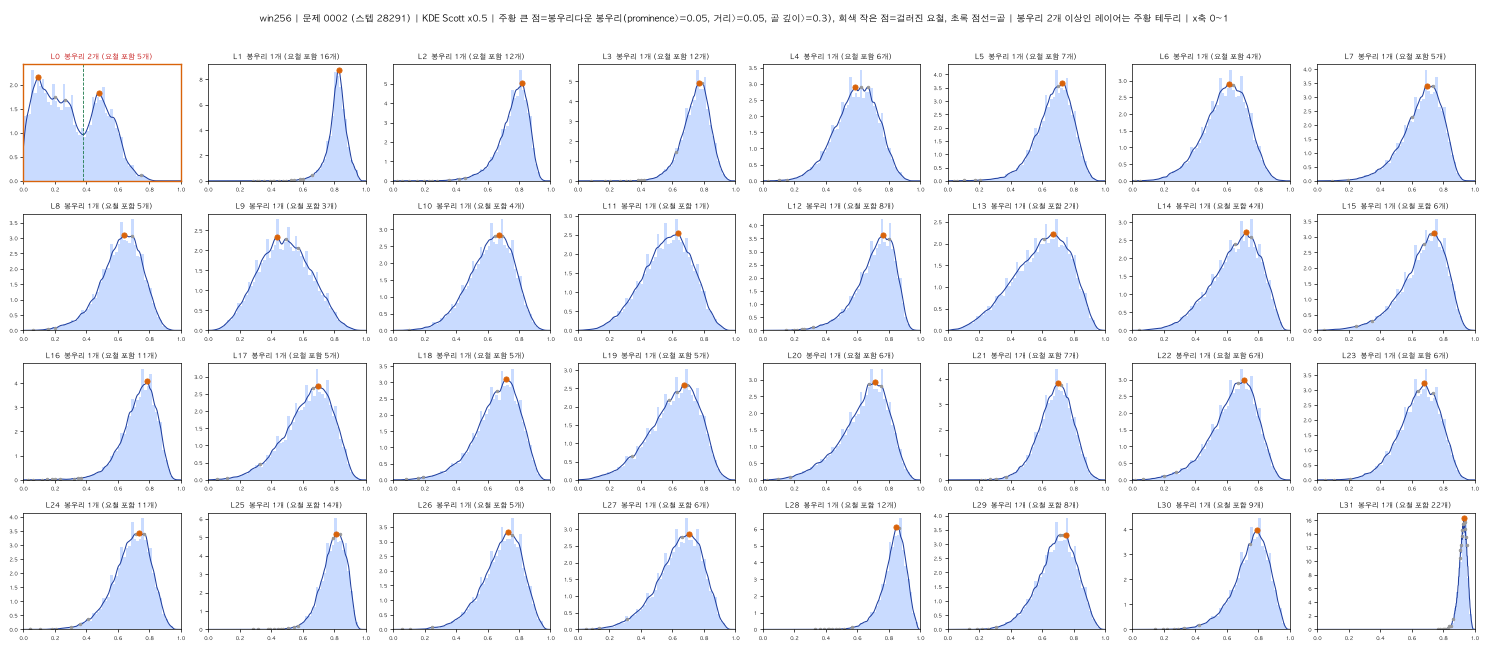 win256 | 문제 0002 (스텝 28291) | KDE Scott x0.5 | 주황 큰 점=봉우리다운 봉우리(prominence>=0.05, 거리>=0.05, 골 깊이>=0.3), 회색 작은 점=걸러진 요철, 초록 점선=골 | 봉우리 2개 이상인 레이어는 주황 테두리 | x축 0~1
L0 봉우리 2개 (요철 포함 5개)
L1 봉우리 1개 (요철 포함 16개)
L2 봉우리 1개 (요철 포함 12개)
L3 봉우리 1개 (요철 포함 12개)
L4 봉우리 1개 (요철 포함 6개)
L5 봉우리 1개 (요철 포함 7개)
L6 봉우리 1개 (요철 포함 4개)
L7 봉우리 1개 (요철 포함 5개)
L8 봉우리 1개 (요철 포함 5개)
L9 봉우리 1개 (요철 포함 3개)
L10 봉우리 1개 (요철 포함 4개)
L11 봉우리 1개 (요철 포함 1개)
L12 봉우리 1개 (요철 포함 8개)
L13 봉우리 1개 (요철 포함 2개)
L14 봉우리 1개 (요철 포함 4개)
L15 봉우리 1개 (요철 포함 6개)
L16 봉우리 1개 (요철 포함 11개)
L17 봉우리 1개 (요철 포함 5개)
L18 봉우리 1개 (요철 포함 5개)
L19 봉우리 1개 (요철 포함 5개)
L20 봉우리 1개 (요철 포함 6개)
L21 봉우리 1개 (요철 포함 7개)
L22 봉우리 1개 (요철 포함 6개)
L23 봉우리 1개 (요철 포함 6개)
L24 봉우리 1개 (요철 포함 11개)
L25 봉우리 1개 (요철 포함 14개)
L26 봉우리 1개 (요철 포함 5개)
L27 봉우리 1개 (요철 포함 6개)
L28 봉우리 1개 (요철 포함 12개)
L29 봉우리 1개 (요철 포함 8개)
L30 봉우리 1개 (요철 포함 9개)
L31 봉우리 1개 (요철 포함 22개)